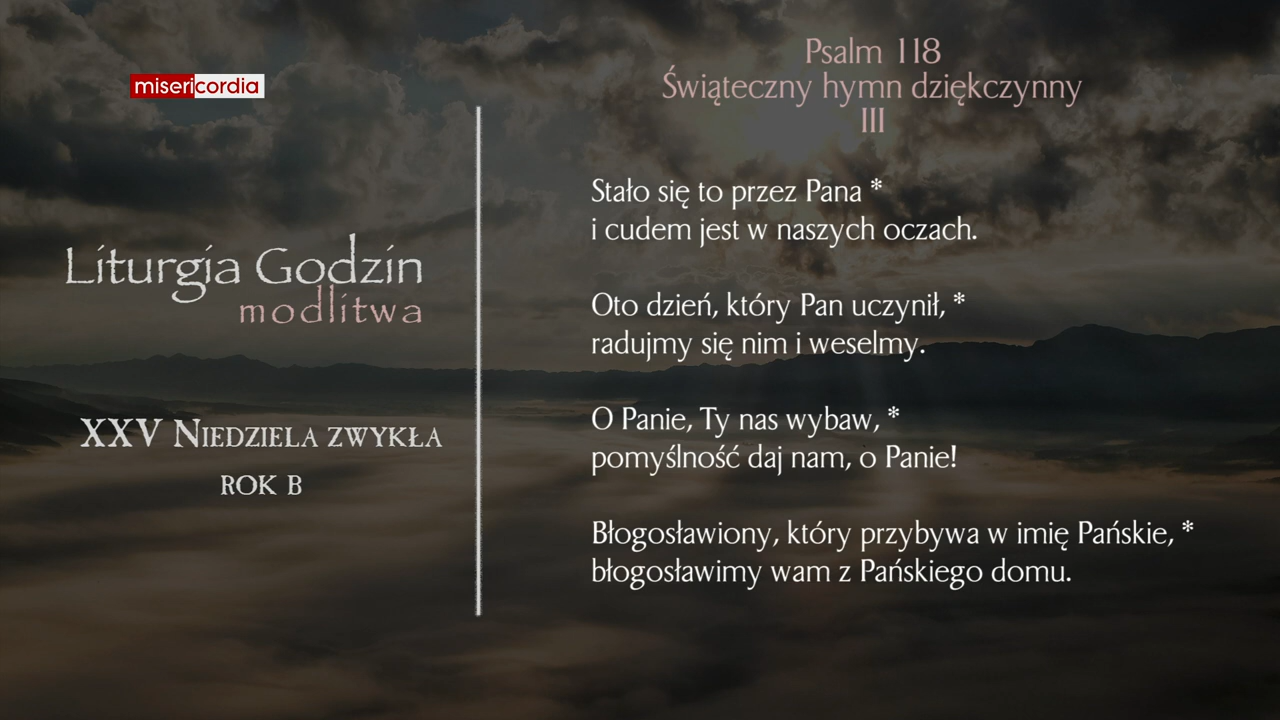 misericordia
Liturgia Godzin
modlitwa
XXV Niedziela zwykła
rok B
Psalm 118
Świąteczny hymn dziękczynny
III
Stało się to przez Pana *
i cudem jest w naszych oczach.
Oto dzień, który Pan uczynił, *
radujmy się nim i weselmy.
O Panie, Ty nas wybaw, *
pomyślność daj nam, o Panie!
Błogosławiony, który przybywa w imię Pańskie, *
błogosławimy wam z Pańskiego domu.